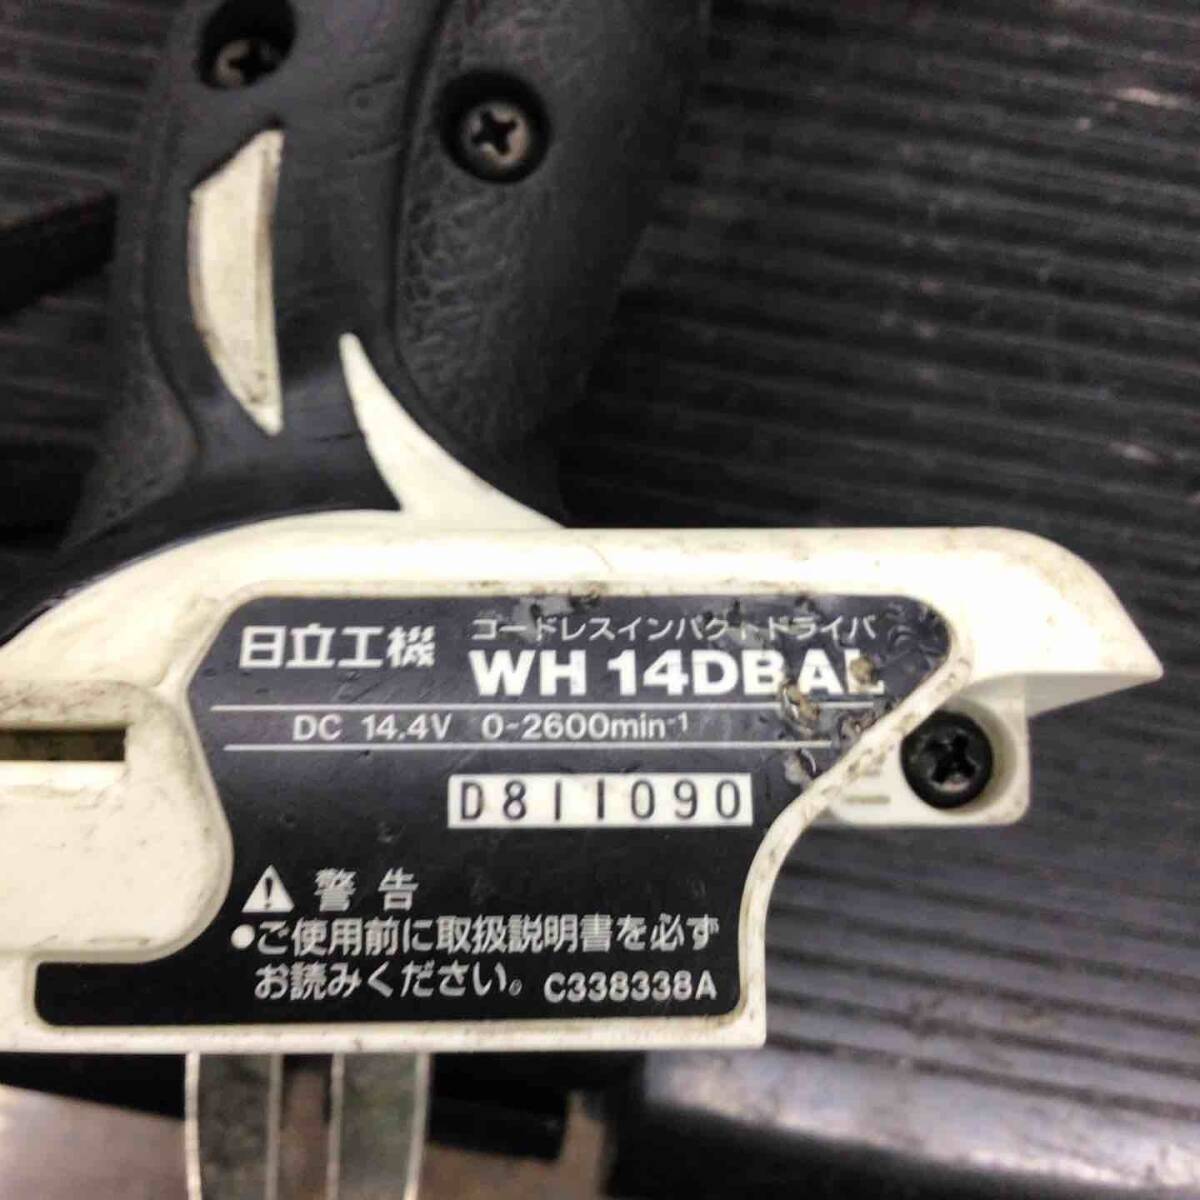 日立工機
コードレスインパクトドライバ
WH 14DBAL
DC 14.4V 0-2600min⁻¹
D811090
⚠ 警告
●ご使用前に取扱説明書を必ず
お読みください。 C338338A